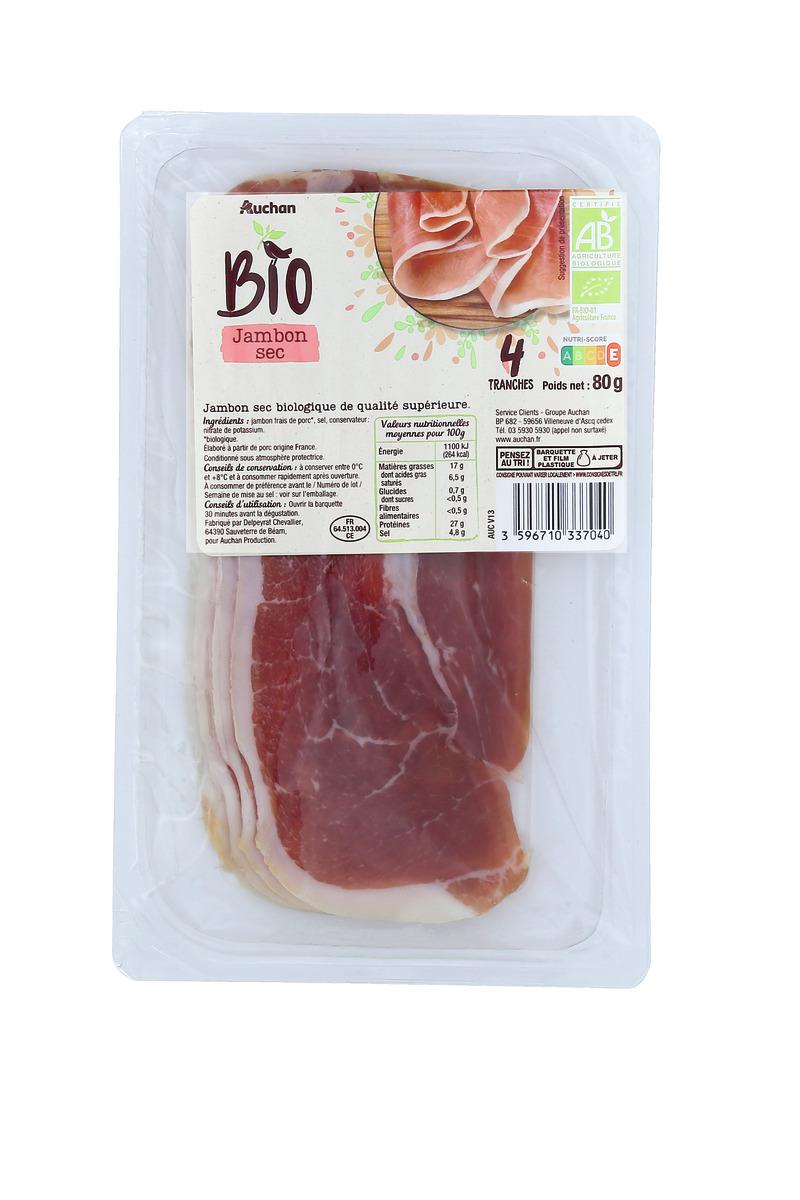 Auchan
BIO
Jambon
sec
Suggestion de présentation
CERTIFIÉ
AB
AGRICULTURE
BIOLOGIQUE
FR-BIO-01
Agriculture France
NUTRI-SCORE
A B C D E
4
TRANCHES
Poids net : 80 g
Jambon sec biologique de qualité supérieure.
Ingrédients : jambon frais de porc*, sel, conservateur:
nitrate de potassium.
*biologique.
Élaboré à partir de porc origine France.
Conditionné sous atmosphère protectrice.
Conseils de conservation : à conserver entre 0°C
et +8°C et à consommer rapidement après ouverture.
À consommer de préférence avant le / Numéro de lot /
Semaine de mise au sel : voir sur l'emballage.
Conseils d'utilisation : Ouvrir la barquette
30 minutes avant la dégustation.
Fabriqué par Delpeyrat Chevallier,
64390 Sauveterre de Béarn,
pour Auchan Production.
FR
64.513.004
CE
Valeurs nutritionnelles
moyennes pour 100g
Énergie 1100 kJ
(264 kcal)
Matières grasses 17 g
dont acides gras
saturés 6,5 g
Glucides 0,7 g
dont sucres <0,5 g
Fibres
alimentaires <0,5 g
Protéines 27 g
Sel 4,8 g
Service Clients - Groupe Auchan
BP 682 - 59656 Villeneuve d'Ascq cedex
Tél. 03 5930 5930 (appel non surtaxé)
www.auchan.fr
PENSEZ
AU TRI !
BARQUETTE
ET FILM
PLASTIQUE
À JETER
CONSIGNE POUVANT VARIER LOCALEMENT • WWW.CONSIGNESDETRI.FR
AUC V13
3 596710 337040